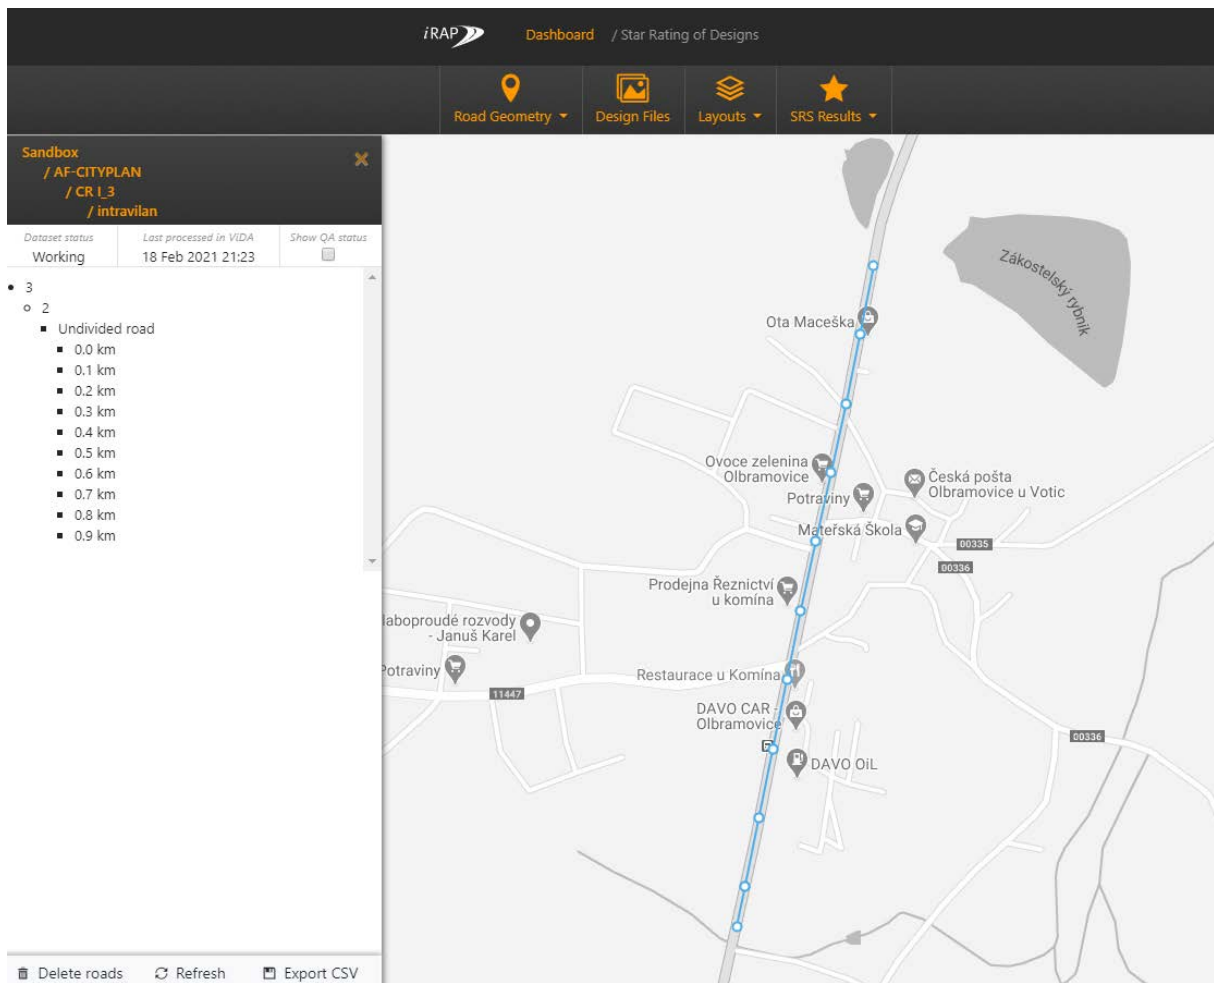 iRAP
Dashboard / Star Rating of Designs
Road Geometry
Design Files
Layouts
SRS Results
Sandbox
/ AF-CITYPLAN
/ CR I_3
/ intravilan
Dataset status
Working
Last processed in ViDA
18 Feb 2021 21:23
Show QA status
3
2
Undivided road
0.0 km
0.1 km
0.2 km
0.3 km
0.4 km
0.5 km
0.6 km
0.7 km
0.8 km
0.9 km
Delete roads
Refresh
Export CSV
Zákostelský rybník
Ota Maceška
Ovoce zelenina
Olbramovice
Potraviny
Česká pošta
Olbramovice u Votic
Mateřská Škola
00335
00336
Prodejna Řeznictví
u komína
laboproudé rozvody
- Januš Karel
Potraviny
11447
Restaurace u Komína
DAVO CAR -
Olbramovice
DAVO OiL
00336